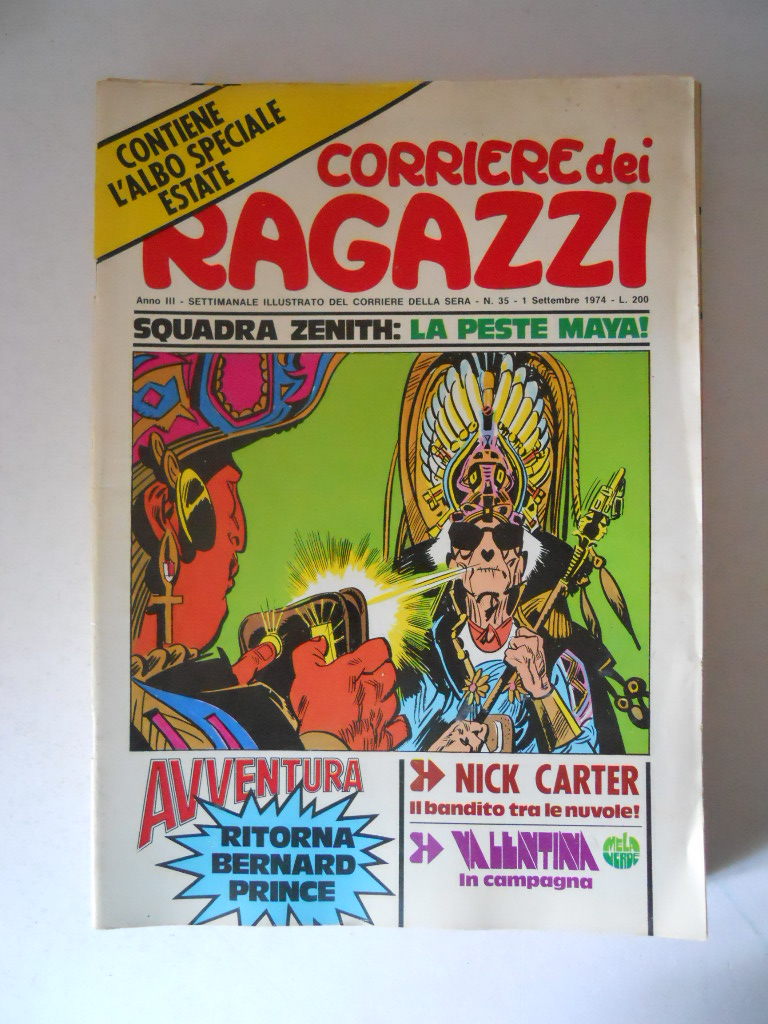 CONTIENE
L'ALBO SPECIALE
ESTATE
CORRIERE dei
RAGAZZI
Anno III - SETTIMANALE ILLUSTRATO DEL CORRIERE DELLA SERA - N. 35 - 1 Settembre 1974 - L. 200
SQUADRA ZENITH: LA PESTE MAYA!
AVVENTURA
RITORNA
BERNARD
PRINCE
NICK CARTER
Il bandito tra le nuvole!
VALENTINA
MELA
VERDE
In campagna